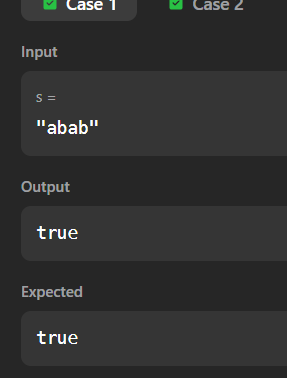 Case 1 Case 2
Input
s =
"abab"
Output
true
Expected
true